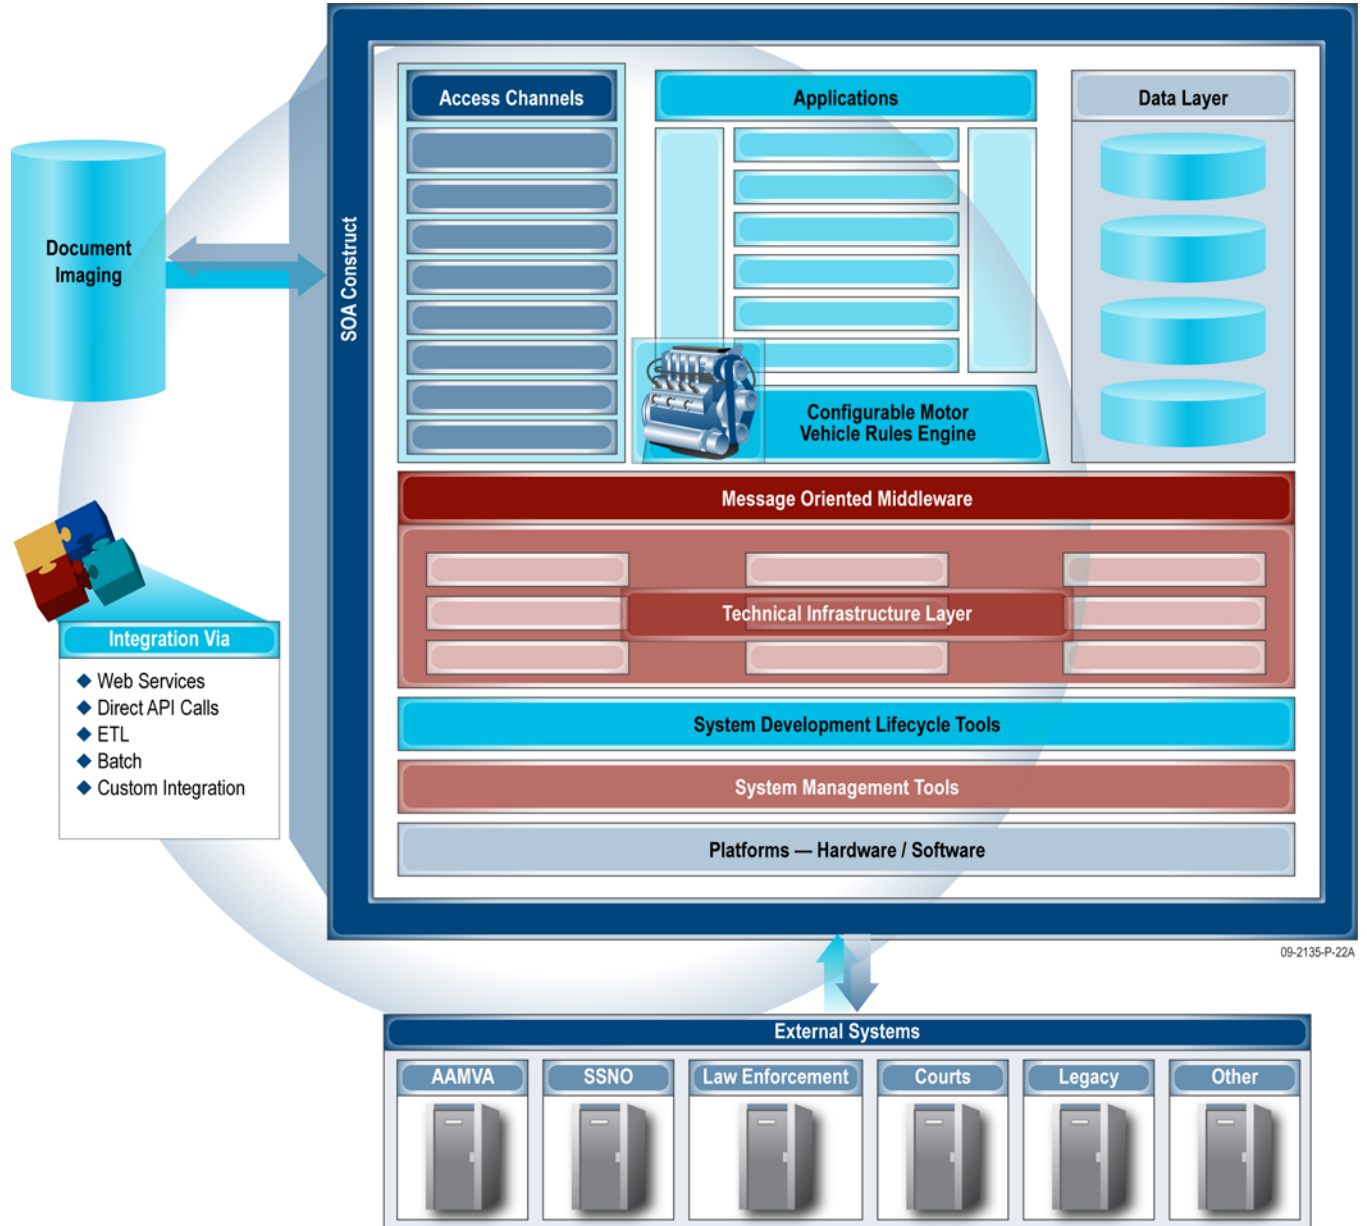 Access Channels
Applications
Data Layer
Document
Imaging
SOA Construct
Configurable Motor
Vehicle Rules Engine
Message Oriented Middleware
Technical Infrastructure Layer
Integration Via
Web Services
Direct API Calls
ETL
Batch
Custom Integration
System Development Lifecycle Tools
System Management Tools
Platforms — Hardware / Software
09-2135-P-22A
External Systems
AAMVA
SSNO
Law Enforcement
Courts
Legacy
Other